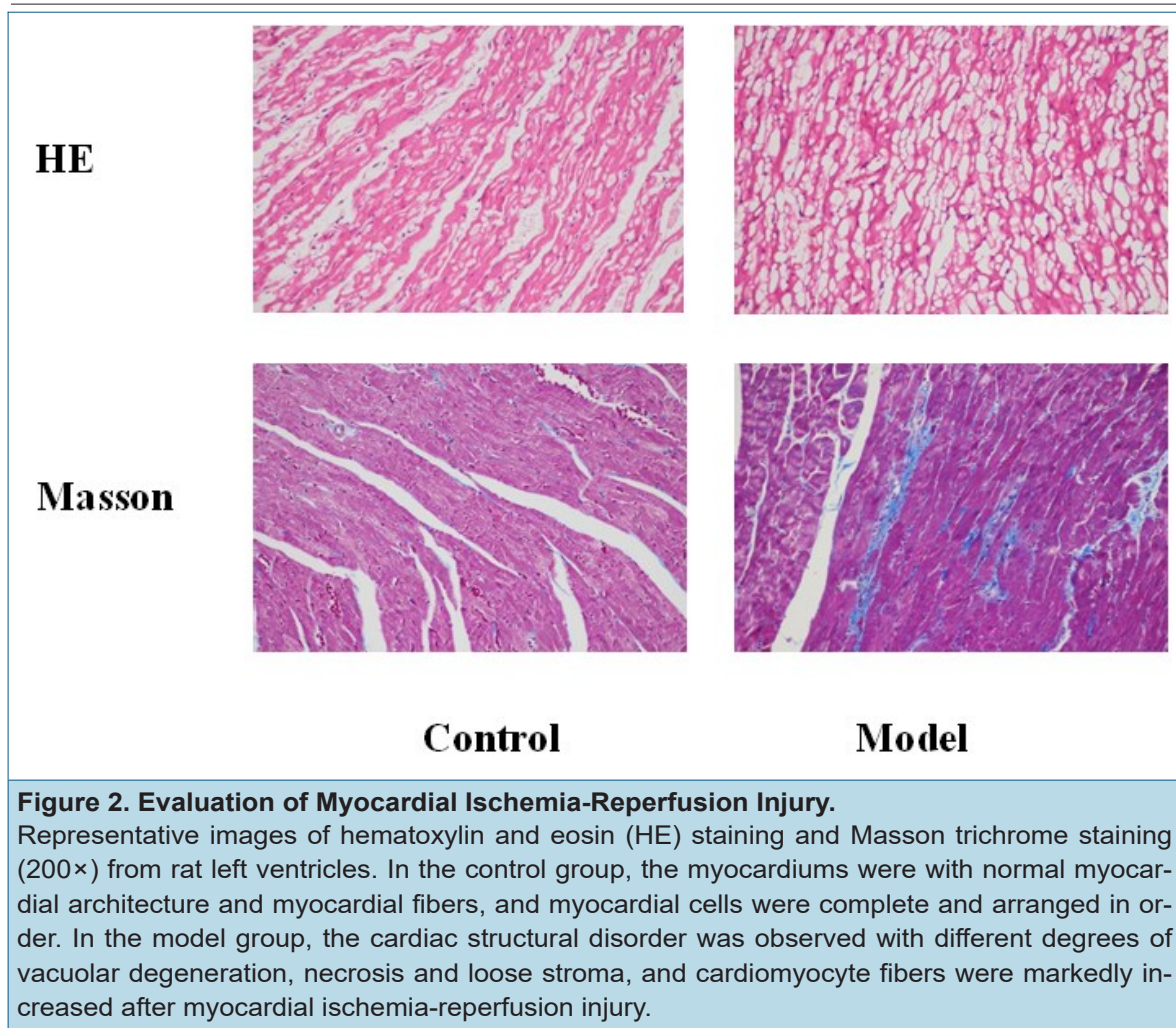 HE
Masson
Control
Model
Figure 2. Evaluation of Myocardial Ischemia-Reperfusion Injury.
Representative images of hematoxylin and eosin (HE) staining and Masson trichrome staining
(200×) from rat left ventricles. In the control group, the myocardiums were with normal myocar-
dial architecture and myocardial fibers, and myocardial cells were complete and arranged in or-
der. In the model group, the cardiac structural disorder was observed with different degrees of
vacuolar degeneration, necrosis and loose stroma, and cardiomyocyte fibers were markedly in-
creased after myocardial ischemia-reperfusion injury.